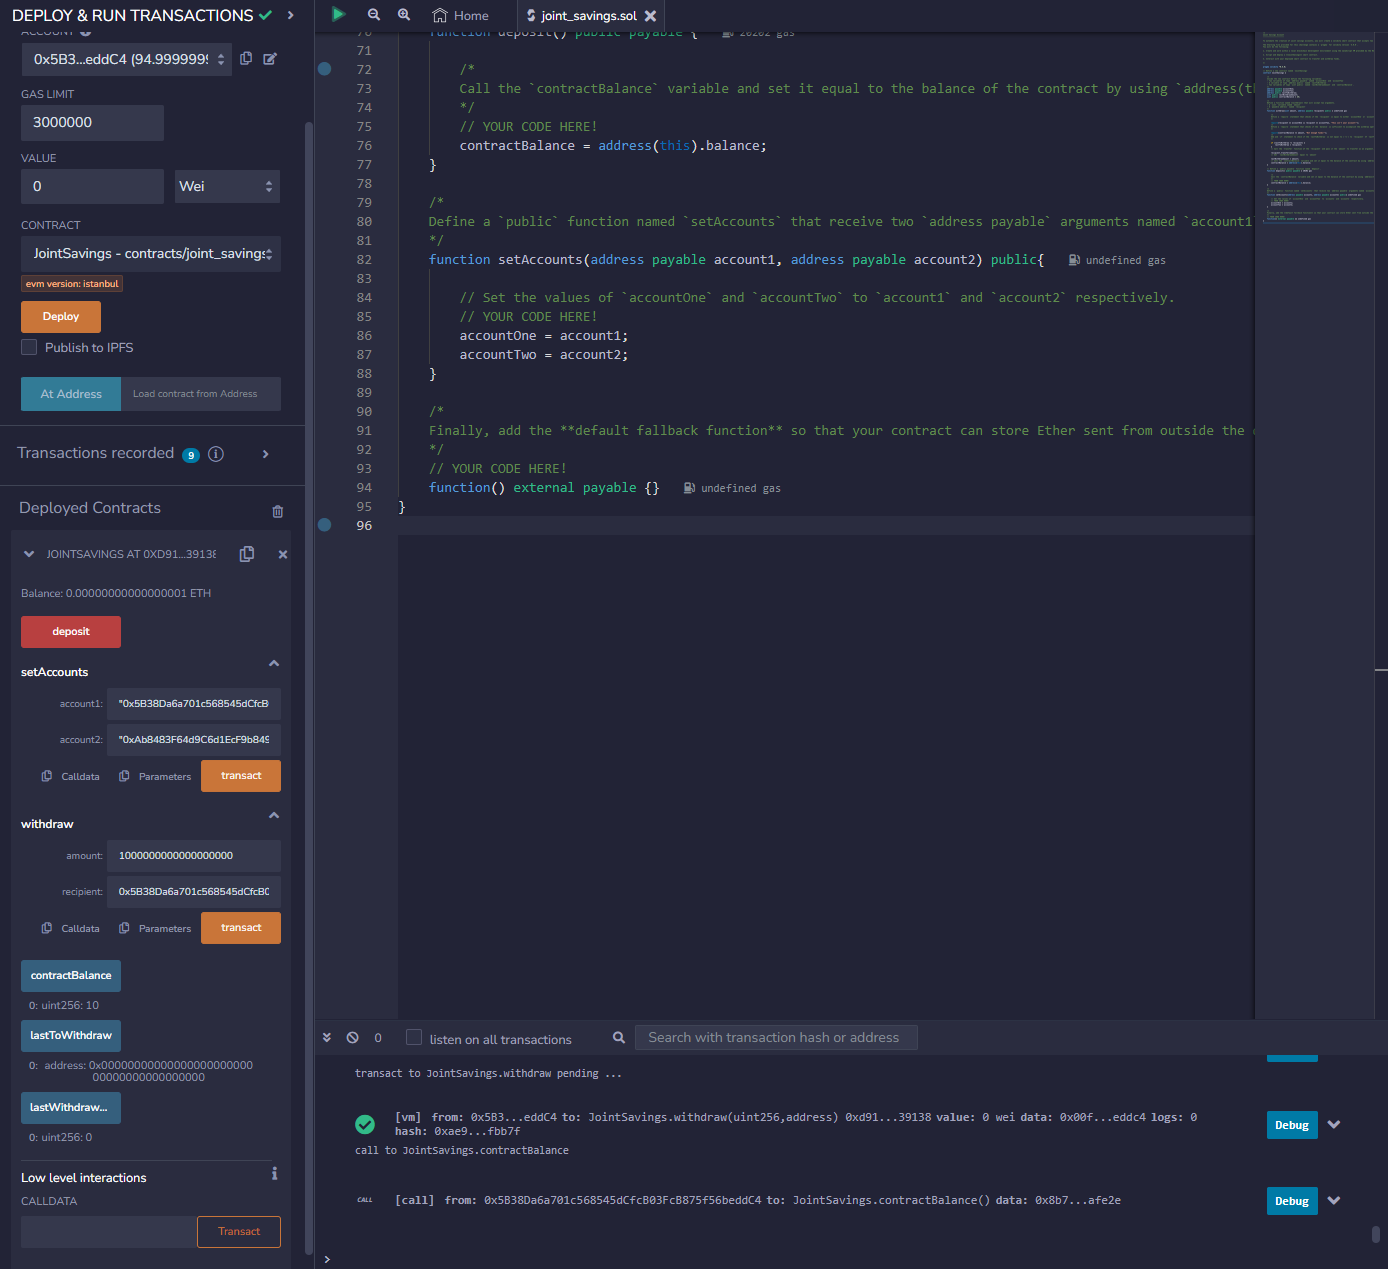 DEPLOY & RUN TRANSACTIONS
ACCOUNT
0x5B3...eddC4 (94.9999999
GAS LIMIT
3000000
VALUE
0
Wei
CONTRACT
JointSavings - contracts/joint_savings
evm version: istanbul
Deploy
Publish to IPFS
At Address
Load contract from Address
Transactions recorded 9
Deployed Contracts
JOINTSAVINGS AT 0XD91...39138
Balance: 0.00000000000000001 ETH
deposit
setAccounts
account1: "0x5B38Da6a701c568545dCfcB
account2: "0xAb8483F64d9C6d1EcF9b849
Calldata
Parameters
transact
withdraw
amount: 1000000000000000000
recipient: 0x5B38Da6a701c568545dCfcB0
Calldata
Parameters
transact
contractBalance
0: uint256: 10
lastToWithdraw
0: address: 0x00000000000000000000000
00000000000000000
lastWithdraw...
0: uint256: 0
Low level interactions
CALLDATA
Transact
Home
joint_savings.sol
70 function deposit() public payable { 20202 gas
71
72 /*
73 Call the `contractBalance` variable and set it equal to the balance of the contract by using `address(th
74 */
75 // YOUR CODE HERE!
76 contractBalance = address(this).balance;
77 }
78
79 /*
80 Define a `public` function named `setAccounts` that receive two `address payable` arguments named `account1
81 */
82 function setAccounts(address payable account1, address payable account2) public{ undefined gas
83
84 // Set the values of `accountOne` and `accountTwo` to `account1` and `account2` respectively.
85 // YOUR CODE HERE!
86 accountOne = account1;
87 accountTwo = account2;
88 }
89
90 /*
91 Finally, add the **default fallback function** so that your contract can store Ether sent from outside the
92 */
93 // YOUR CODE HERE!
94 function() external payable {} undefined gas
95 }
96
0
listen on all transactions
Search with transaction hash or address
transact to JointSavings.withdraw pending ...
[vm] from: 0x5B3...eddC4 to: JointSavings.withdraw(uint256,address) 0xd91...39138 value: 0 wei data: 0x00f...eddc4 logs: 0
hash: 0xae9...fbb7f
Debug
call to JointSavings.contractBalance
CALL
[call] from: 0x5B38Da6a701c568545dCfcB03FcB875f56beddC4 to: JointSavings.contractBalance() data: 0x8b7...afe2e
Debug
>